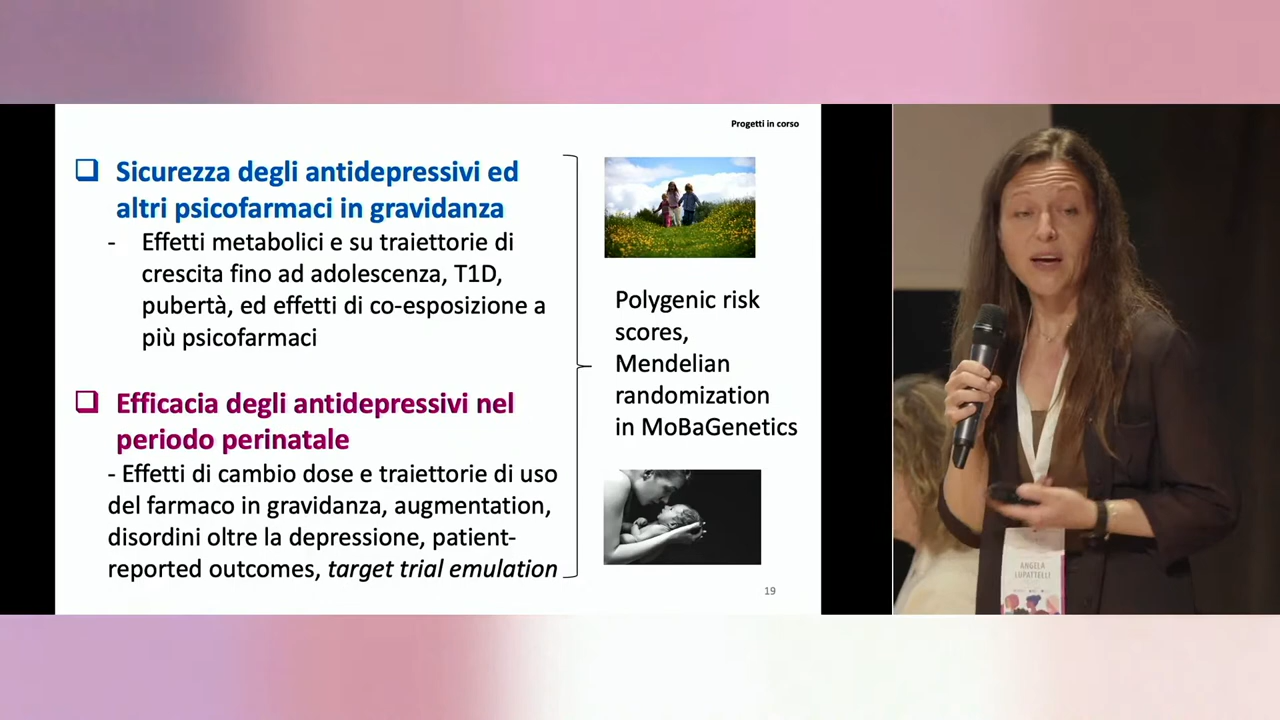 Progetti in corso
❑ Sicurezza degli antidepressivi ed
altri psicofarmaci in gravidanza
- Effetti metabolici e su traiettorie di
crescita fino ad adolescenza, T1D,
pubertà, ed effetti di co-esposizione a
più psicofarmaci
❑ Efficacia degli antidepressivi nel
periodo perinatale
- Effetti di cambio dose e traiettorie di uso
del farmaco in gravidanza, augmentation,
disordini oltre la depressione, patient-
reported outcomes, target trial emulation
Polygenic risk
scores,
Mendelian
randomization
in MoBaGenetics
19
ANGELA
LUPATTELLI